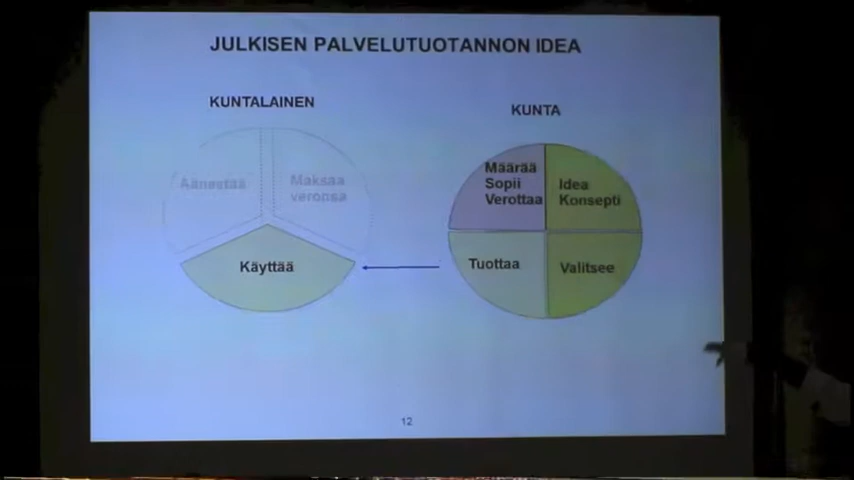 JULKISEN PALVELUTUOTANNON IDEA
KUNTALAINEN
KUNTA
Äänestää
Maksaa
veronsa
Käyttää
Määrää
Sopii
Verottaa
Idea
Konsepti
Tuottaa
Valitsee
12